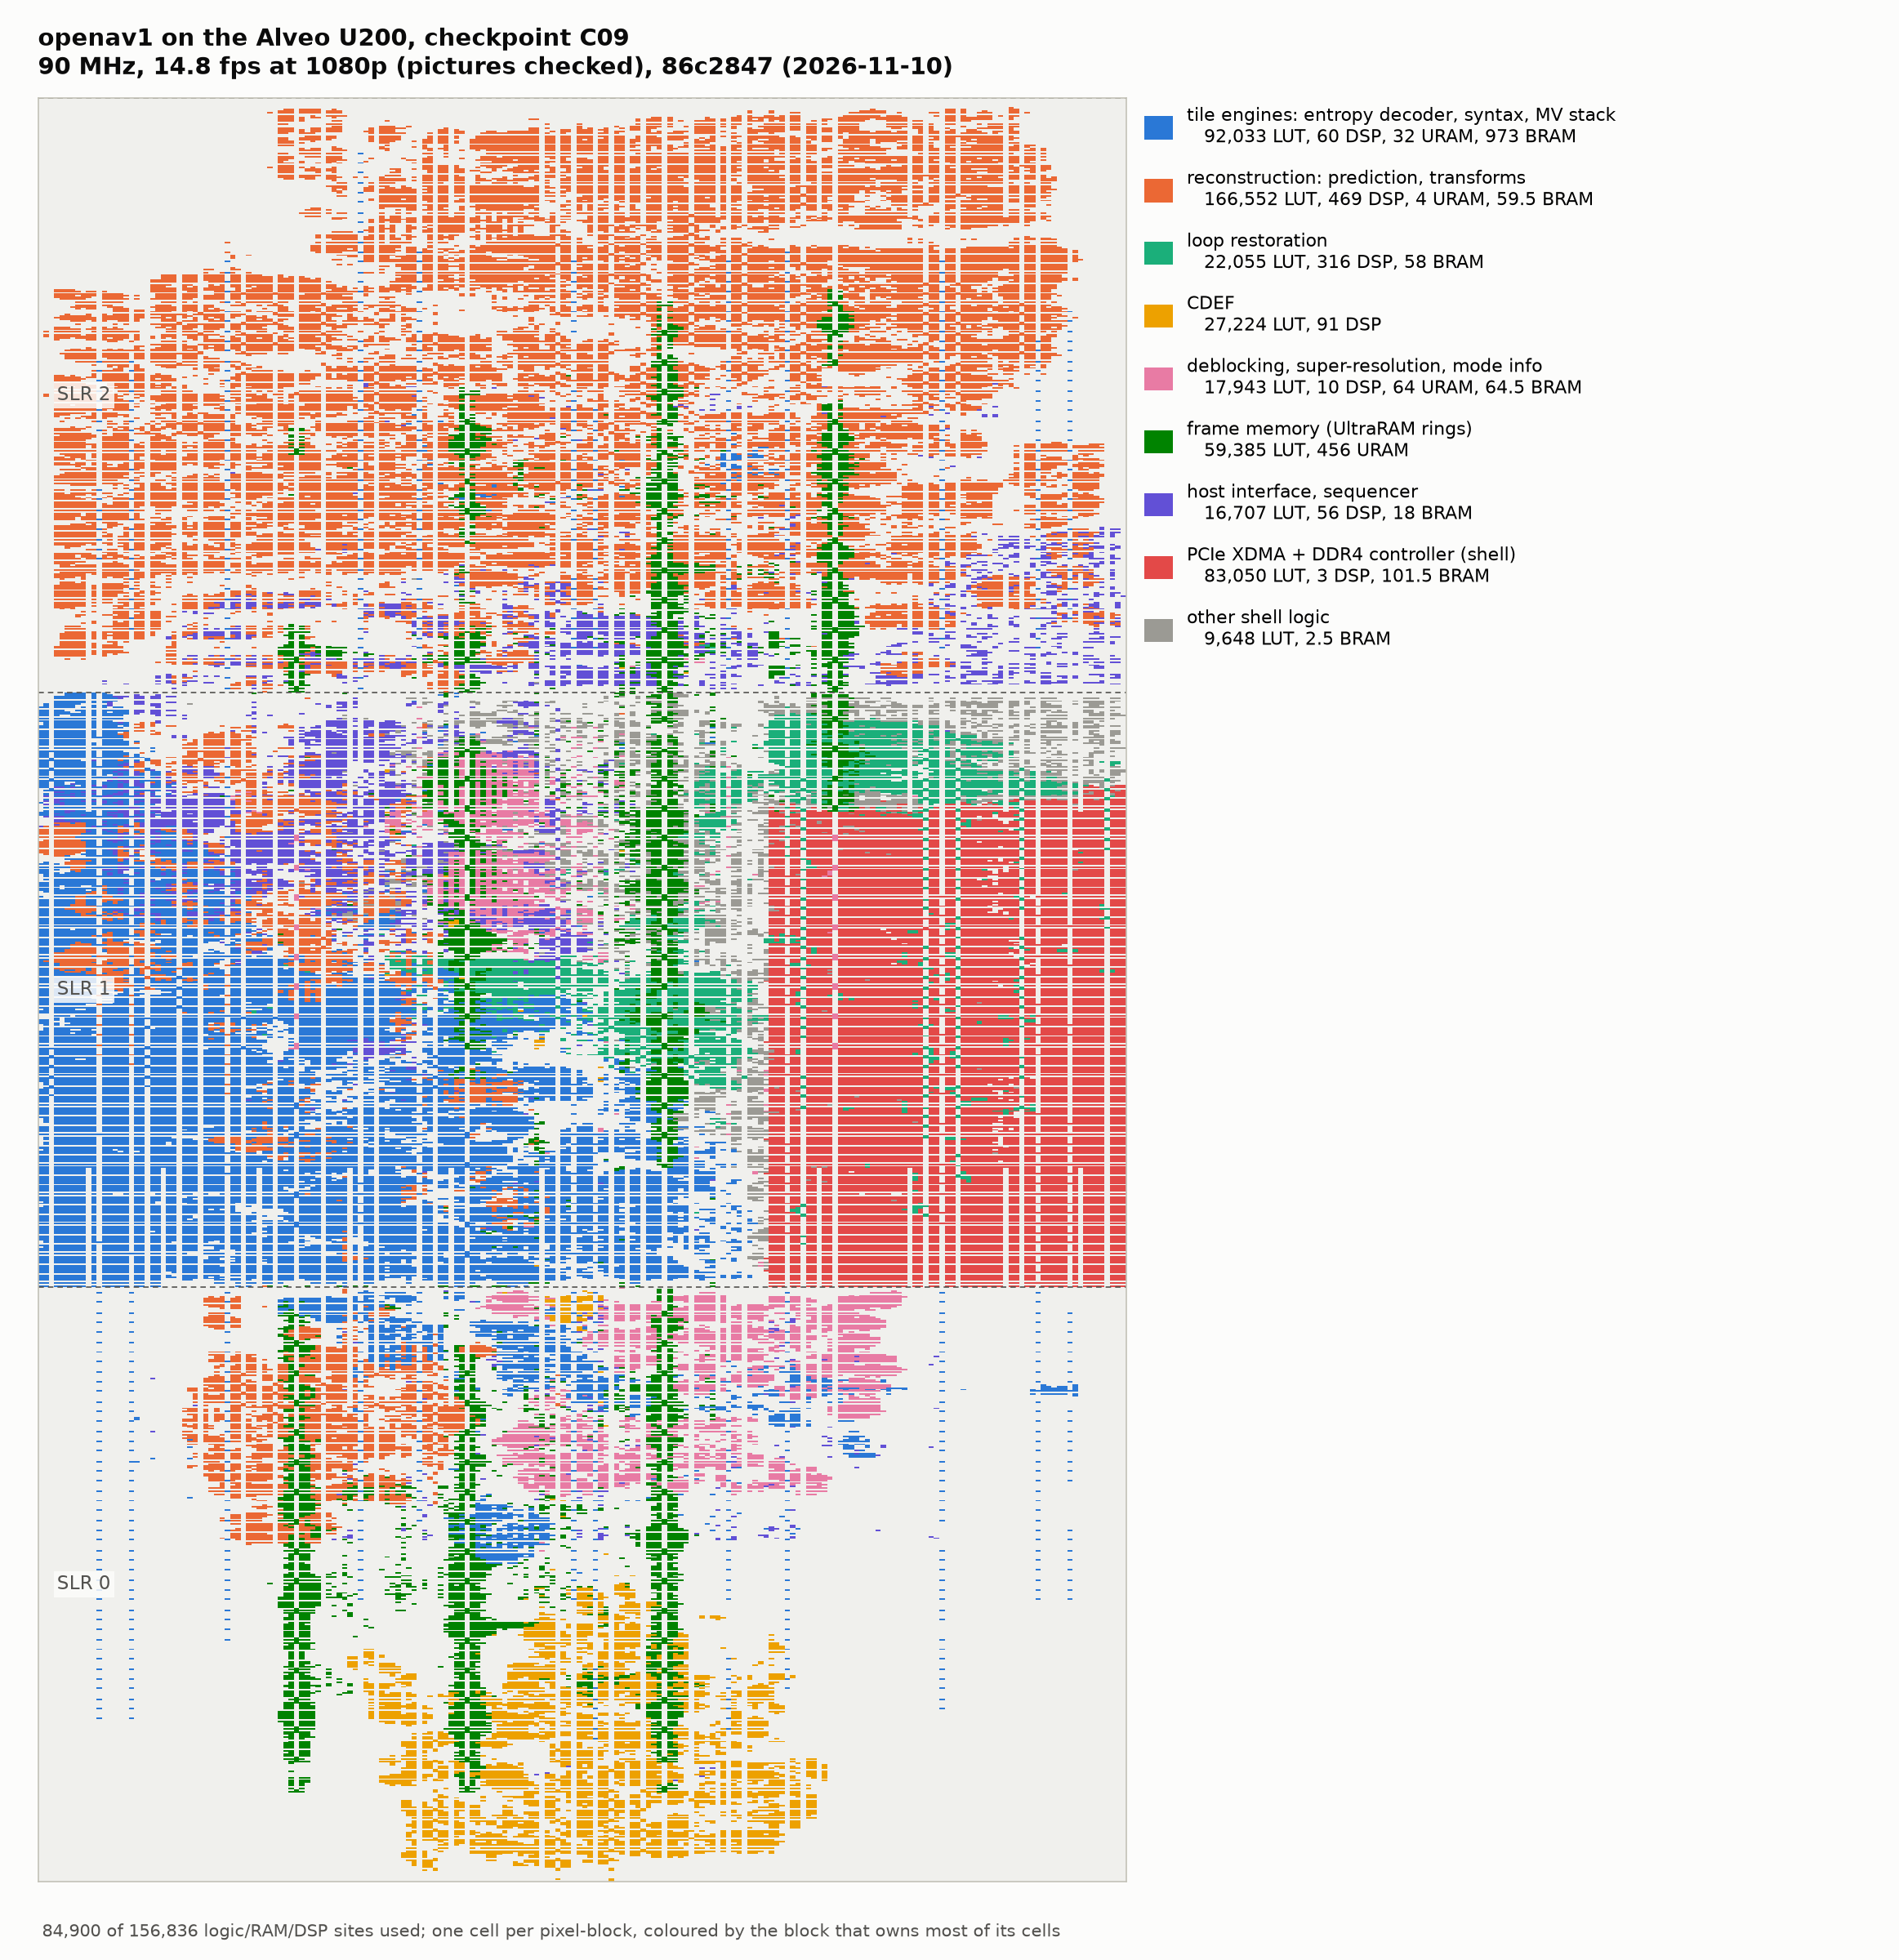 openav1 on the Alveo U200, checkpoint C09
90 MHz, 14.8 fps at 1080p (pictures checked), 86c2847 (2026-11-10)
tile engines: entropy decoder, syntax, MV stack
92,033 LUT, 60 DSP, 32 URAM, 973 BRAM
reconstruction: prediction, transforms
166,552 LUT, 469 DSP, 4 URAM, 59.5 BRAM
loop restoration
22,055 LUT, 316 DSP, 58 BRAM
CDEF
27,224 LUT, 91 DSP
deblocking, super-resolution, mode info
17,943 LUT, 10 DSP, 64 URAM, 64.5 BRAM
frame memory (UltraRAM rings)
59,385 LUT, 456 URAM
host interface, sequencer
16,707 LUT, 56 DSP, 18 BRAM
PCIe XDMA + DDR4 controller (shell)
83,050 LUT, 3 DSP, 101.5 BRAM
other shell logic
9,648 LUT, 2.5 BRAM
SLR 2
SLR 1
SLR 0
84,900 of 156,836 logic/RAM/DSP sites used; one cell per pixel-block, coloured by the block that owns most of its cells